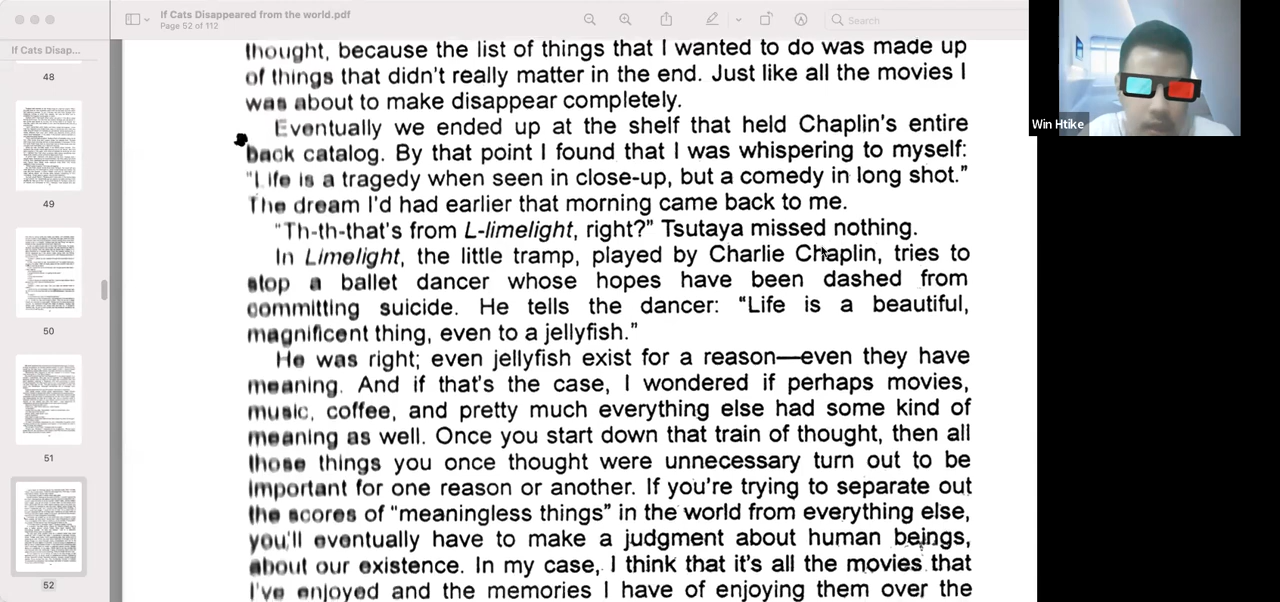 If Cats Disappeared from the world.pdf
Page 52 of 112
Search
If Cats Disap...
48
49
50
51
52
thought, because the list of things that I wanted to do was made up
of things that didn't really matter in the end. Just like all the movies I
was about to make disappear completely.
Eventually we ended up at the shelf that held Chaplin's entire
back catalog. By that point I found that I was whispering to myself:
"Life is a tragedy when seen in close-up, but a comedy in long shot."
The dream I'd had earlier that morning came back to me.
"Th-th-that's from L-limelight, right?" Tsutaya missed nothing.
In Limelight, the little tramp, played by Charlie Chaplin, tries to
stop a ballet dancer whose hopes have been dashed from
committing suicide. He tells the dancer: "Life is a beautiful,
magnificent thing, even to a jellyfish."
He was right; even jellyfish exist for a reason—even they have
meaning. And if that's the case, I wondered if perhaps movies,
music, coffee, and pretty much everything else had some kind of
meaning as well. Once you start down that train of thought, then all
those things you once thought were unnecessary turn out to be
important for one reason or another. If you're trying to separate out
the scores of "meaningless things" in the world from everything else,
you'll eventually have to make a judgment about human beings,
about our existence. In my case, I think that it's all the movies that
I've enjoyed and the memories I have of enjoying them over the
Win Htike